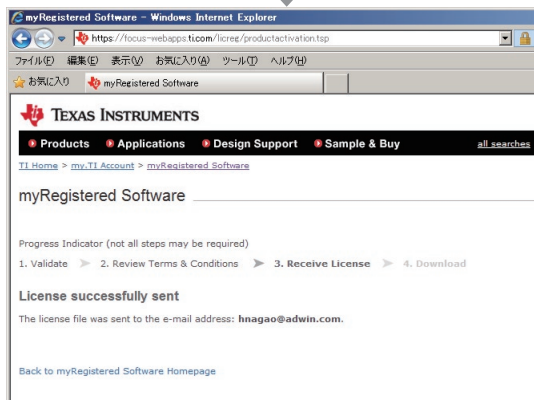 myRegistered Software - Windows Internet Explorer
https://focus-webapps.ti.com/licreg/productactivation.tsp
ファイル(F) 編集(E) 表示(V) お気に入り(A) ツール(T) ヘルプ(H)
お気に入り myRegistered Software
TEXAS INSTRUMENTS
Products Applications Design Support Sample & Buy all searches
TI Home > my.TI Account > myRegistered Software
myRegistered Software
Progress Indicator (not all steps may be required)
1. Validate 2. Review Terms & Conditions 3. Receive License 4. Download
License successfully sent
The license file was sent to the e-mail address: hnagao@adwin.com.
Back to myRegistered Software Homepage